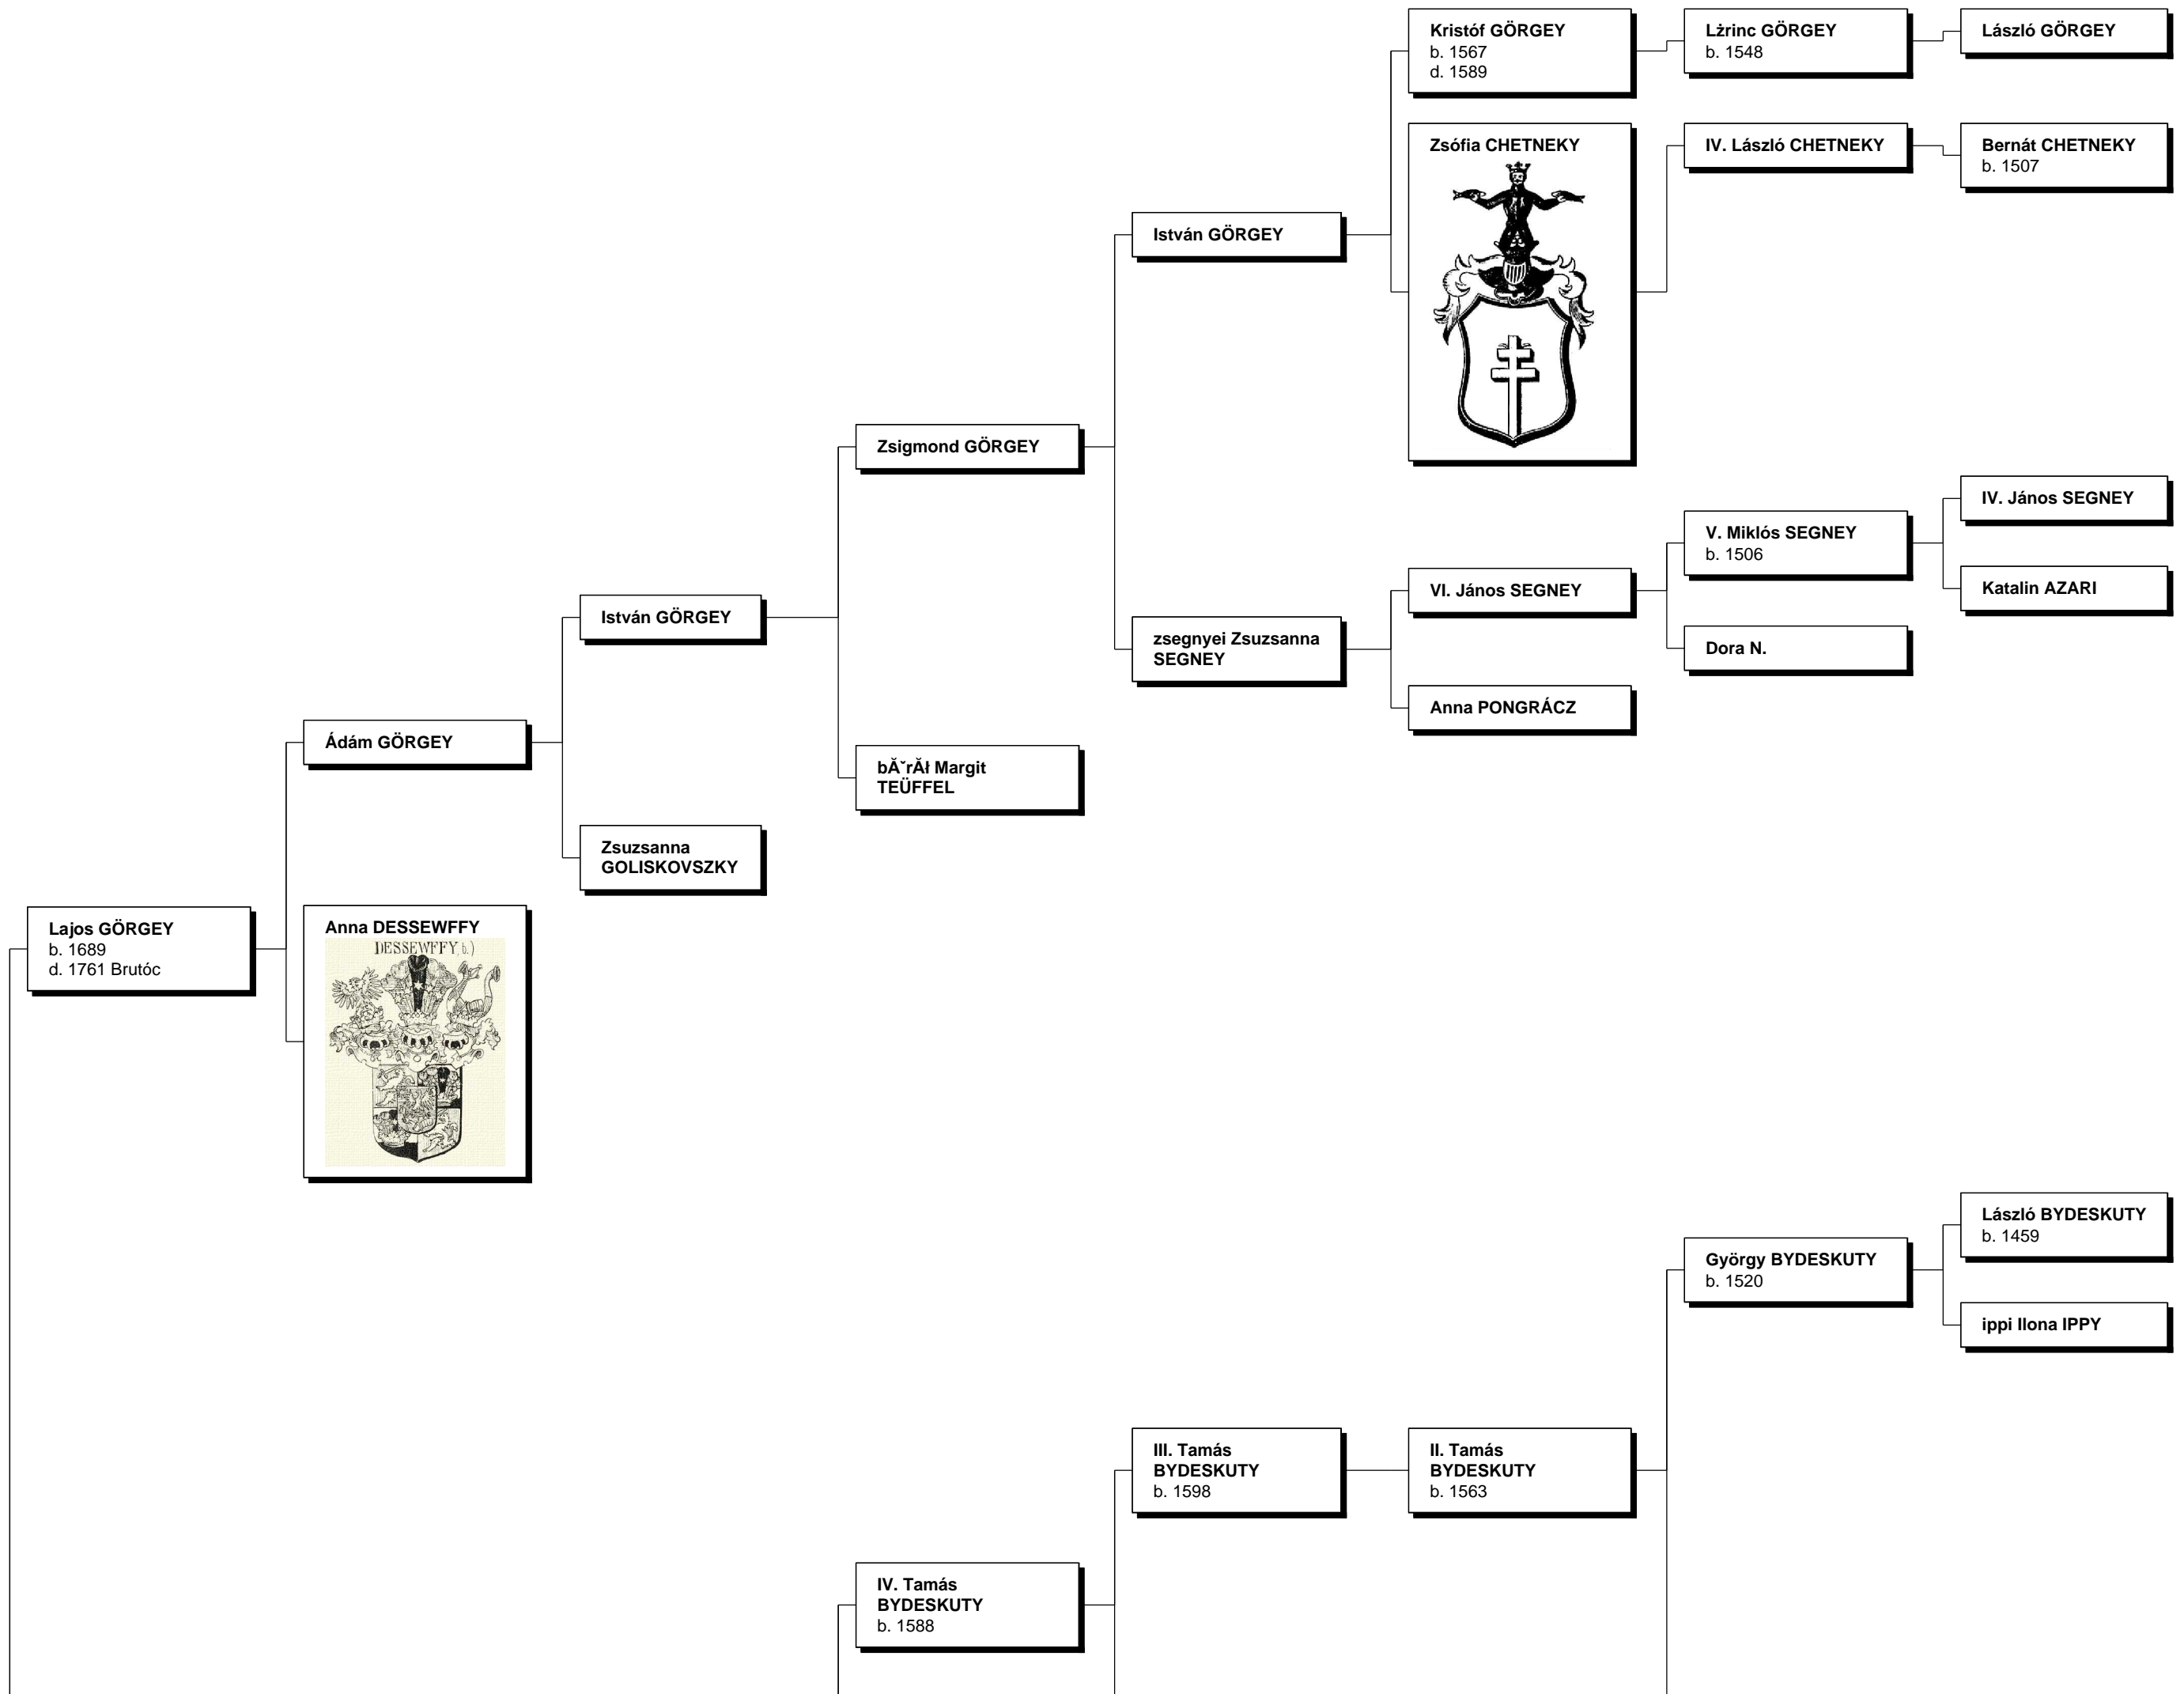 Kristóf GÖRGEY
b. 1567
d. 1589
Lżrinc GÖRGEY
b. 1548
László GÖRGEY
Zsófia CHETNEKY
IV. László CHETNEKY
Bernát CHETNEKY
b. 1507
István GÖRGEY
Zsigmond GÖRGEY
IV. János SEGNEY
V. Miklós SEGNEY
b. 1506
Katalin AZARI
VI. János SEGNEY
István GÖRGEY
zsegnyei Zsuzsanna
SEGNEY
Dora N.
Anna PONGRÁCZ
Ádám GÖRGEY
bĂˇrĂł Margit
TEÜFFEL
Zsuzsanna
GOLISKOVSZKY
Lajos GÖRGEY
b. 1689
d. 1761 Brutóc
Anna DESSEWFFY
DESSEWFFY b.)
László BYDESKUTY
b. 1459
György BYDESKUTY
b. 1520
ippi Ilona IPPY
III. Tamás
BYDESKUTY
b. 1598
II. Tamás
BYDESKUTY
b. 1563
IV. Tamás
BYDESKUTY
b. 1588